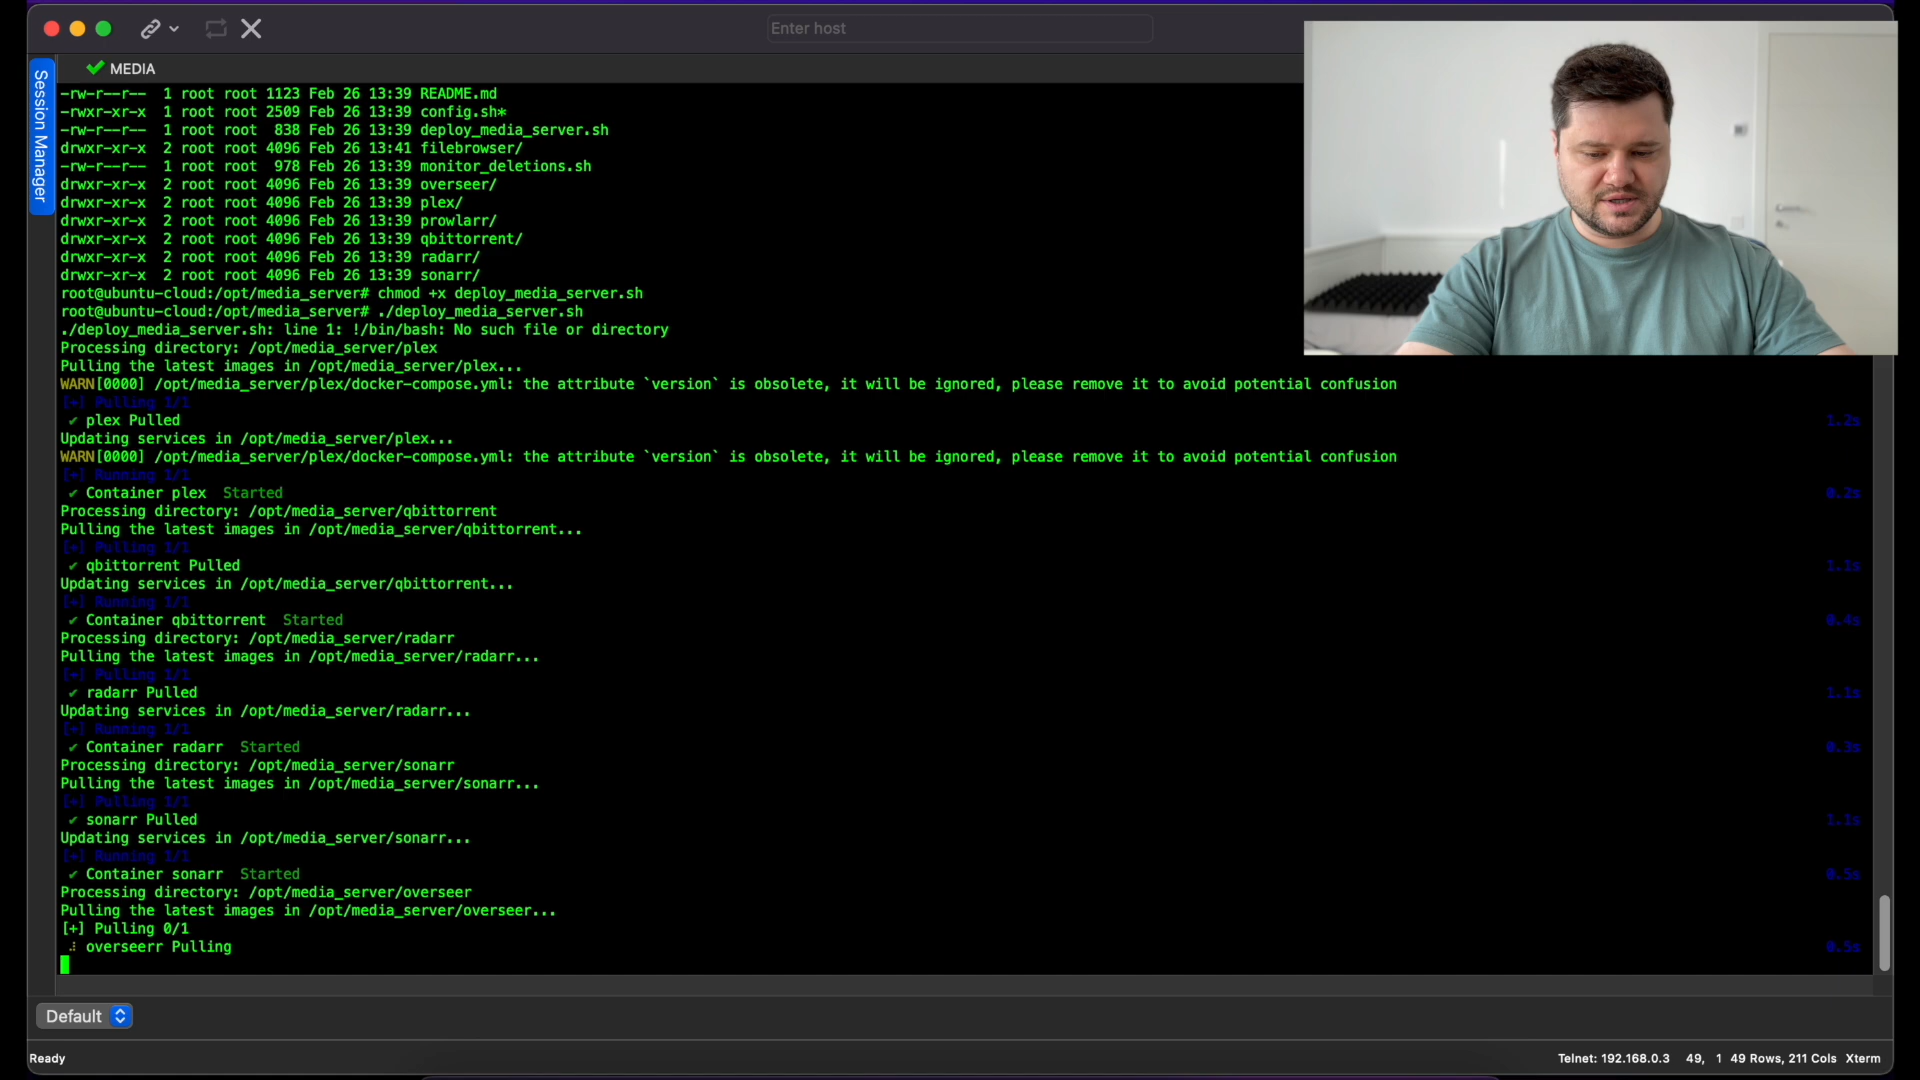 Enter host
Session Manager
MEDIA
-rw-r--r--  1 root root 1123 Feb 26 13:39 README.md
-rwxr-xr-x  1 root root 2509 Feb 26 13:39 config.sh*
-rw-r--r--  1 root root  838 Feb 26 13:39 deploy_media_server.sh
drwxr-xr-x  2 root root 4096 Feb 26 13:41 filebrowser/
-rw-r--r--  1 root root  978 Feb 26 13:39 monitor_deletions.sh
drwxr-xr-x  2 root root 4096 Feb 26 13:39 overseer/
drwxr-xr-x  2 root root 4096 Feb 26 13:39 plex/
drwxr-xr-x  2 root root 4096 Feb 26 13:39 prowlarr/
drwxr-xr-x  2 root root 4096 Feb 26 13:39 qbittorrent/
drwxr-xr-x  2 root root 4096 Feb 26 13:39 radarr/
drwxr-xr-x  2 root root 4096 Feb 26 13:39 sonarr/
root@ubuntu-cloud:/opt/media_server# chmod +x deploy_media_server.sh
root@ubuntu-cloud:/opt/media_server# ./deploy_media_server.sh
./deploy_media_server.sh: line 1: !/bin/bash: No such file or directory
Processing directory: /opt/media_server/plex
Pulling the latest images in /opt/media_server/plex...
WARN[0000] /opt/media_server/plex/docker-compose.yml: the attribute `version` is obsolete, it will be ignored, please remove it to avoid potential confusion
[+] Pulling 1/1
✔ plex Pulled 1.2s
Updating services in /opt/media_server/plex...
WARN[0000] /opt/media_server/plex/docker-compose.yml: the attribute `version` is obsolete, it will be ignored, please remove it to avoid potential confusion
[+] Running 1/1
✔ Container plex  Started 0.2s
Processing directory: /opt/media_server/qbittorrent
Pulling the latest images in /opt/media_server/qbittorrent...
[+] Pulling 1/1
✔ qbittorrent Pulled 1.1s
Updating services in /opt/media_server/qbittorrent...
[+] Running 1/1
✔ Container qbittorrent  Started 0.4s
Processing directory: /opt/media_server/radarr
Pulling the latest images in /opt/media_server/radarr...
[+] Pulling 1/1
✔ radarr Pulled 1.1s
Updating services in /opt/media_server/radarr...
[+] Running 1/1
✔ Container radarr  Started 0.3s
Processing directory: /opt/media_server/sonarr
Pulling the latest images in /opt/media_server/sonarr...
[+] Pulling 1/1
✔ sonarr Pulled 1.1s
Updating services in /opt/media_server/sonarr...
[+] Running 1/1
✔ Container sonarr  Started 0.5s
Processing directory: /opt/media_server/overseer
Pulling the latest images in /opt/media_server/overseer...
[+] Pulling 0/1
overseerr Pulling 0.5s
Default
Ready
Telnet: 192.168.0.3 49, 1 49 Rows, 211 Cols Xterm